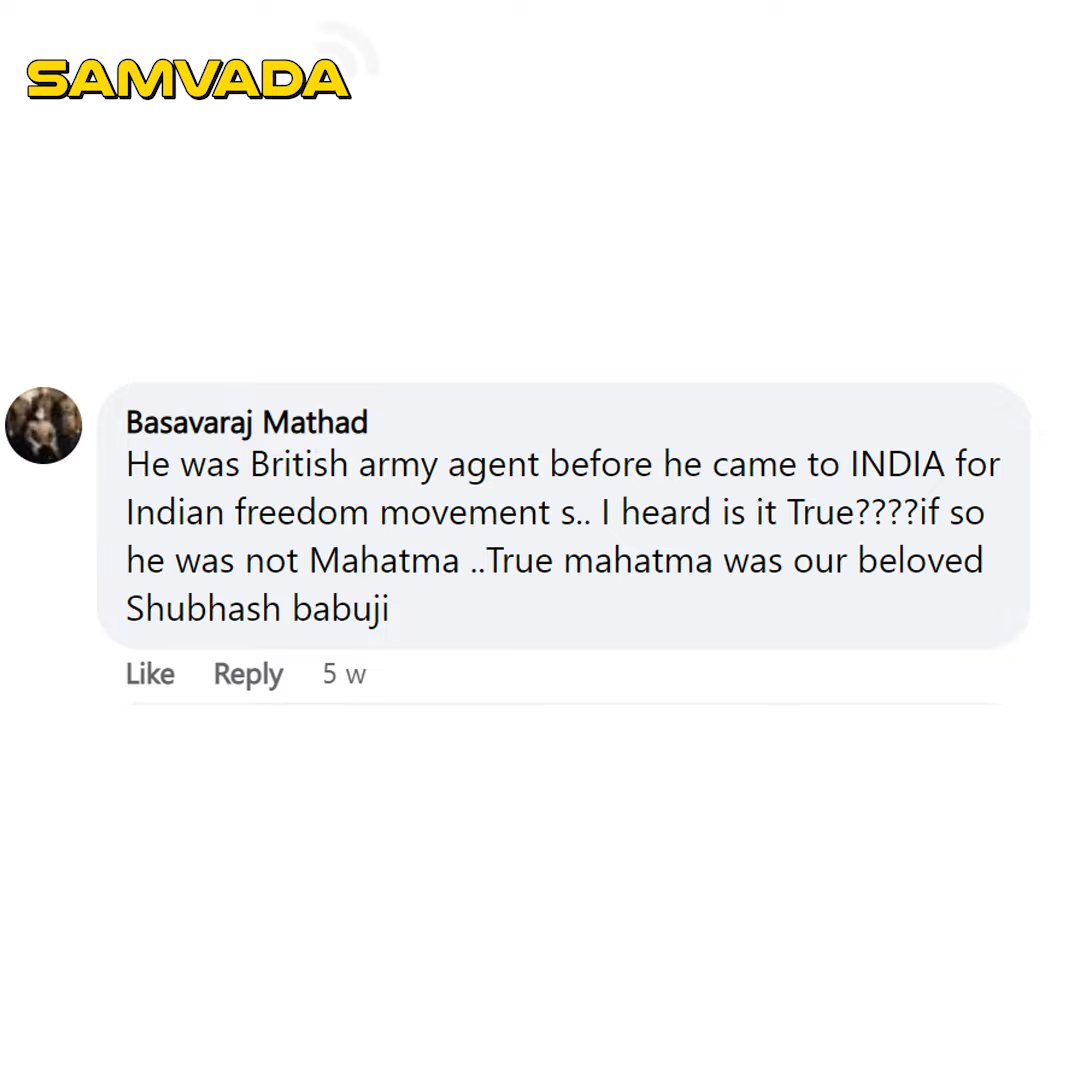 SAMVADA
Basavaraj Mathad
He was British army agent before he came to INDIA for
Indian freedom movement s.. I heard is it True????if so
he was not Mahatma ..True mahatma was our beloved
Shubhash babuji
Like Reply 5 w